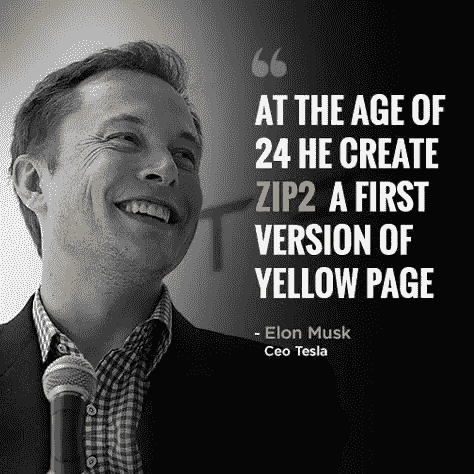 “
AT THE AGE OF
24 HE CREATE
ZIP2 A FIRST
VERSION OF
YELLOW PAGE
- Elon Musk
Ceo Tesla